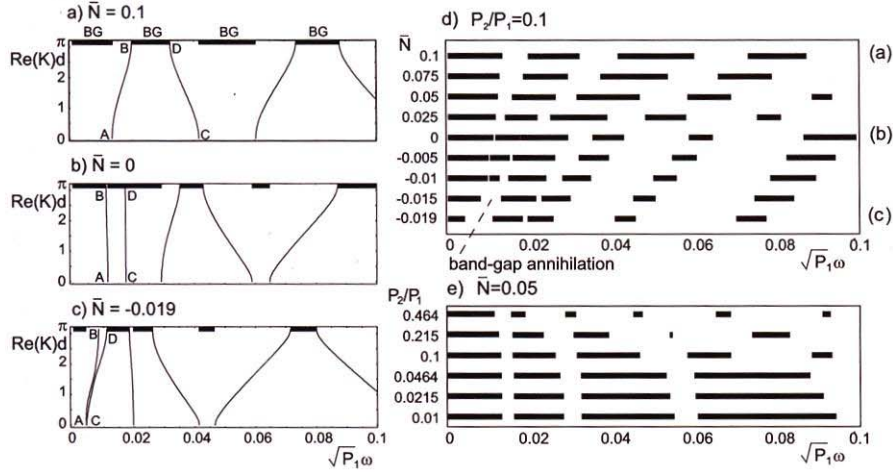 a) N̄ = 0.1
BG BG BG BG
Re(K)d
π
2
1
0
A B C D
b) N̄ = 0
Re(K)d
π
2
1
0
A B C D
c) N̄ = -0.019
Re(K)d
π
2
1
0
A B C D
0 0.02 0.04 0.06 0.08 0.1
√P₁ω
d) P₂/P₁=0.1
N̄
0.1 (a)
0.075
0.05
0.025
0 (b)
-0.005
-0.01
-0.015
-0.019 (c)
0 0.02 0.04 0.06 0.08 0.1
band-gap annihilation
√P₁ω
e) N̄=0.05
P₂/P₁
0.464
0.215
0.1
0.0464
0.0215
0.01
0 0.02 0.04 0.06 0.08 0.1
√P₁ω